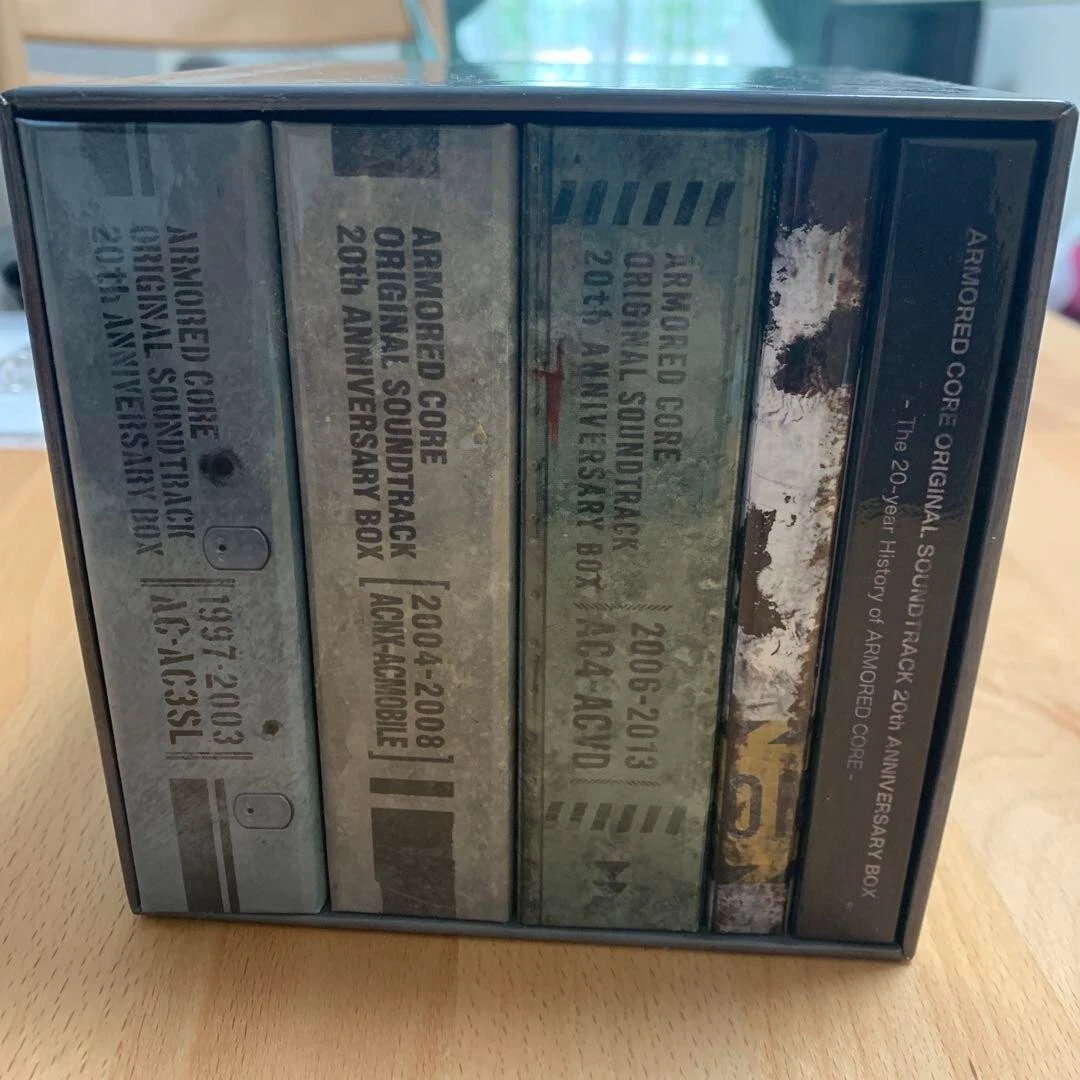 ARMORED CORE
ORIGINAL SOUNDTRACK
20th ANNIVERSARY BOX
1997-2003
AC-AC3SL
ARMORED CORE
ORIGINAL SOUNDTRACK
20th ANNIVERSARY BOX
[2004-2008]
[ACNX-ACMOBILE]
ARMORED CORE
ORIGINAL SOUNDTRACK
20th ANNIVERSARY BOX
2006-2013
AC4-ACVD
ARMORED CORE ORIGINAL SOUNDTRACK 20th ANNIVERSARY BOX
- The 20-year History of ARMORED CORE -